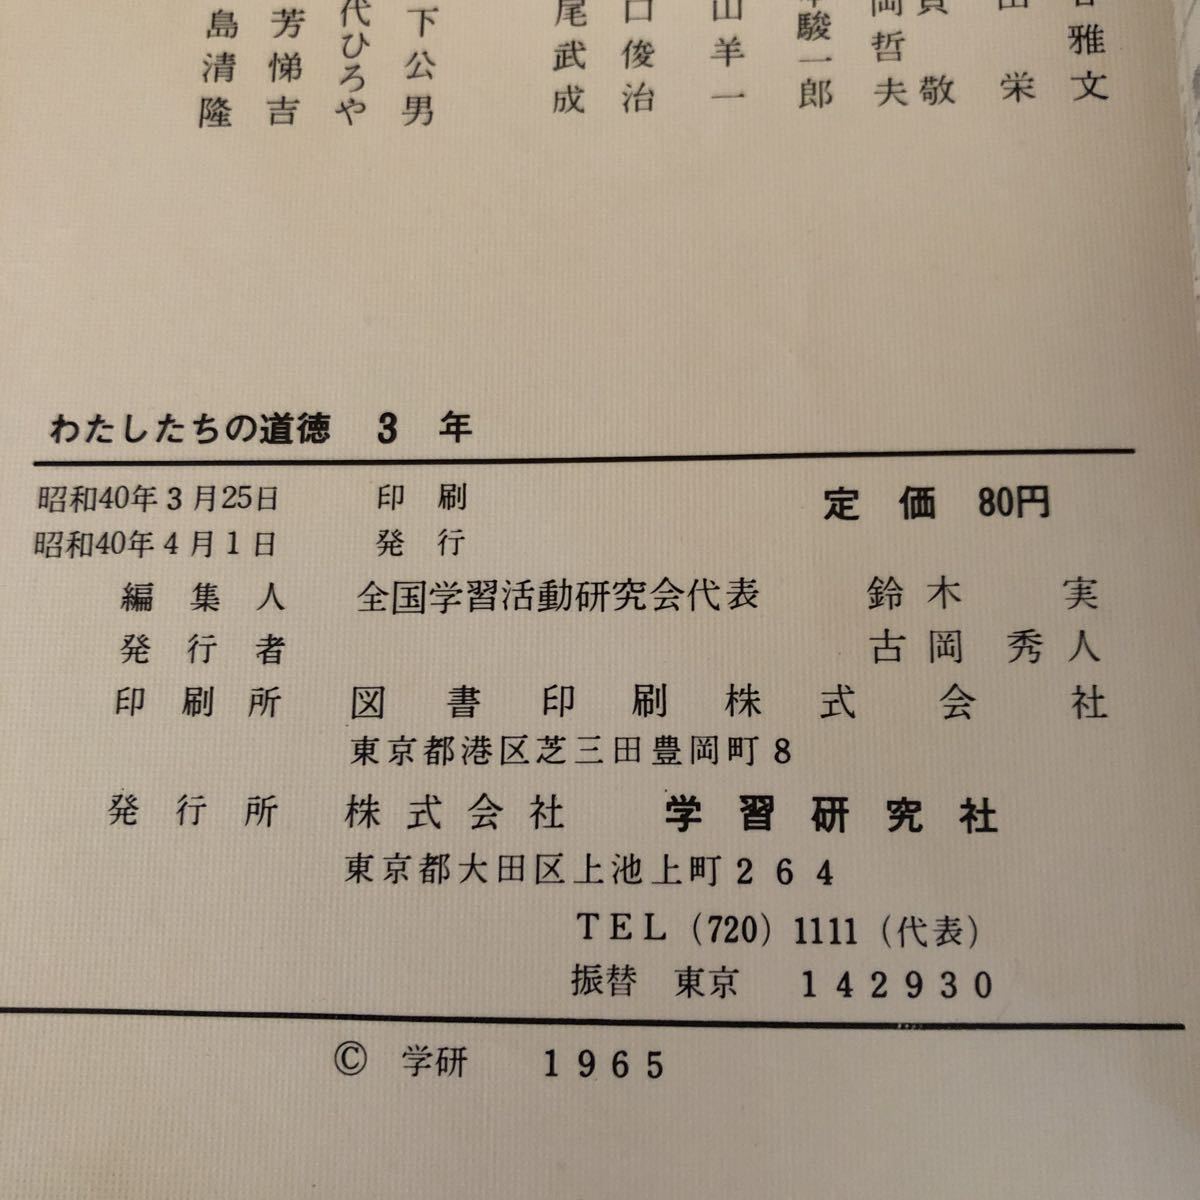 雅文
栄
敬
哲夫
駿一郎
山羊一
口俊治
尾武成
下公男
代ひろや
芳悌吉
島清隆
わたしたちの道徳 3 年
昭和40年3月25日 印刷
定価 80円
昭和40年4月1日 発行
編集人 全国学習活動研究会代表 鈴木 実
発行者 古岡 秀人
印刷所 図書印刷株式会社
東京都港区芝三田豊岡町8
発行所 株式会社 学習研究社
東京都大田区上池上町264
TEL (720) 1111 (代表)
振替 東京 142930
© 学研 1965